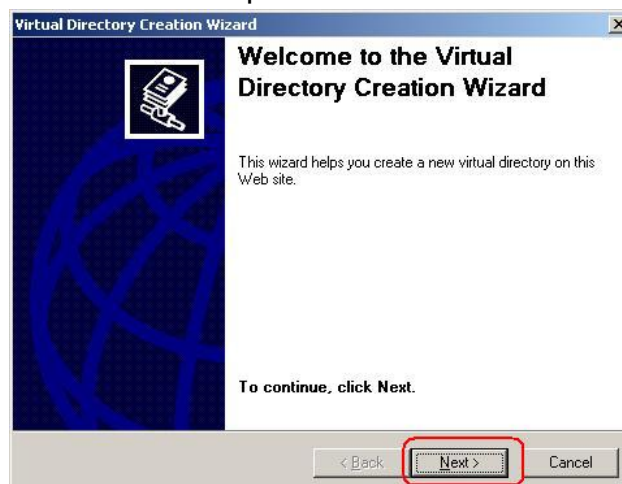 Virtual Directory Creation Wizard
Welcome to the Virtual
Directory Creation Wizard
This wizard helps you create a new virtual directory on this
Web site.
To continue, click Next.
< Back
Next >
Cancel